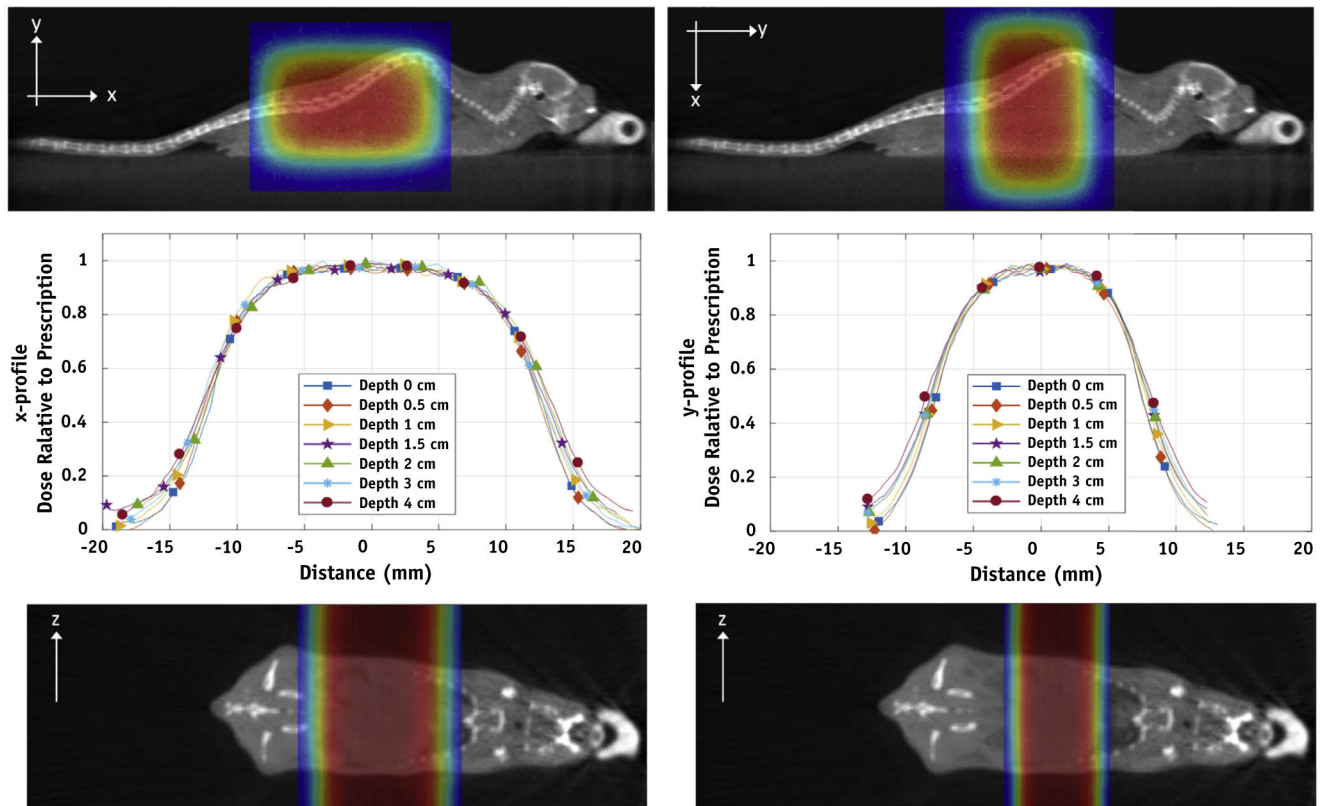 y
x
y
x
x-profile
Dose Ralative to Prescription
1
0.8
0.6
0.4
0.2
0
-20
-15
-10
-5
0
5
10
15
20
Distance (mm)
Depth 0 cm
Depth 0.5 cm
Depth 1 cm
Depth 1.5 cm
Depth 2 cm
Depth 3 cm
Depth 4 cm
y-profile
Dose Ralative to Prescription
1
0.8
0.6
0.4
0.2
0
-20
-15
-10
-5
0
5
10
15
20
Distance (mm)
Depth 0 cm
Depth 0.5 cm
Depth 1 cm
Depth 1.5 cm
Depth 2 cm
Depth 3 cm
Depth 4 cm
z
z